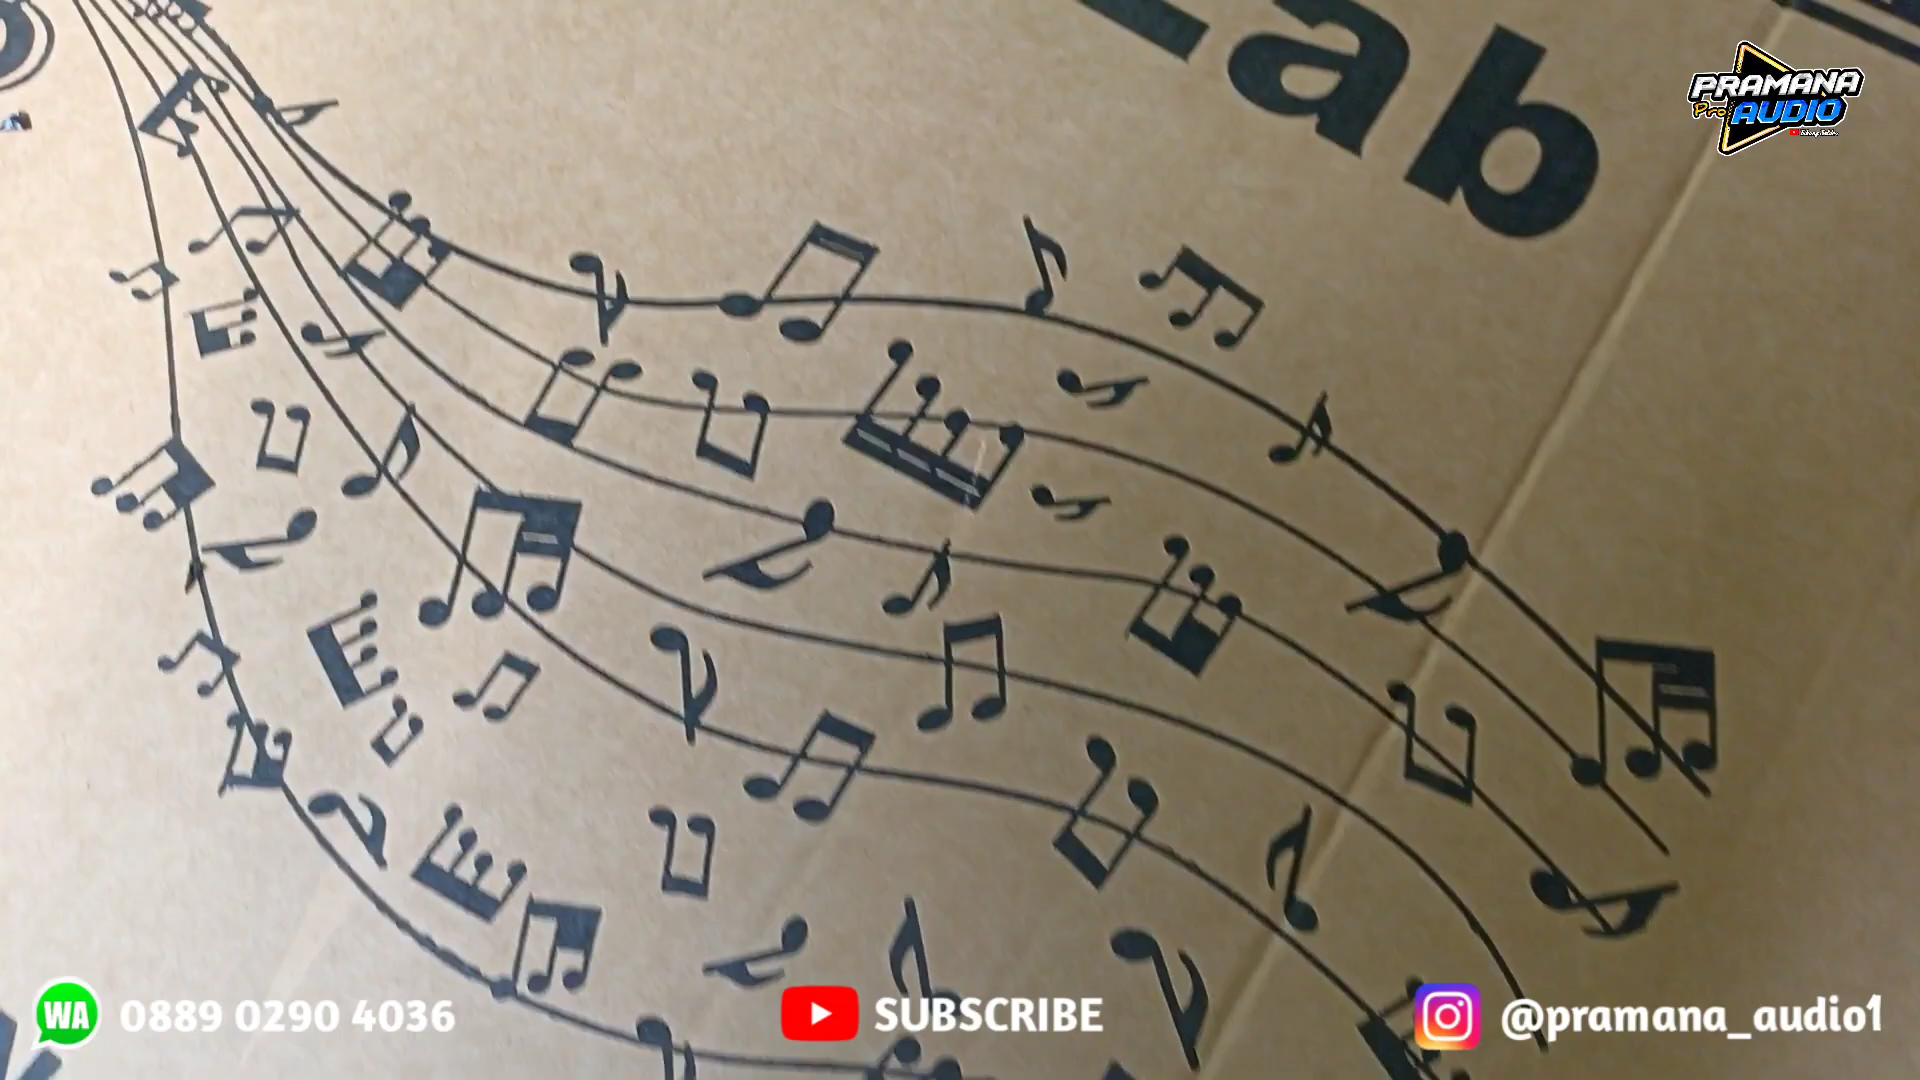 Lab
PRAMANA
Pro AUDIO
WA 0889 0290 4036
SUBSCRIBE
@pramana_audio1